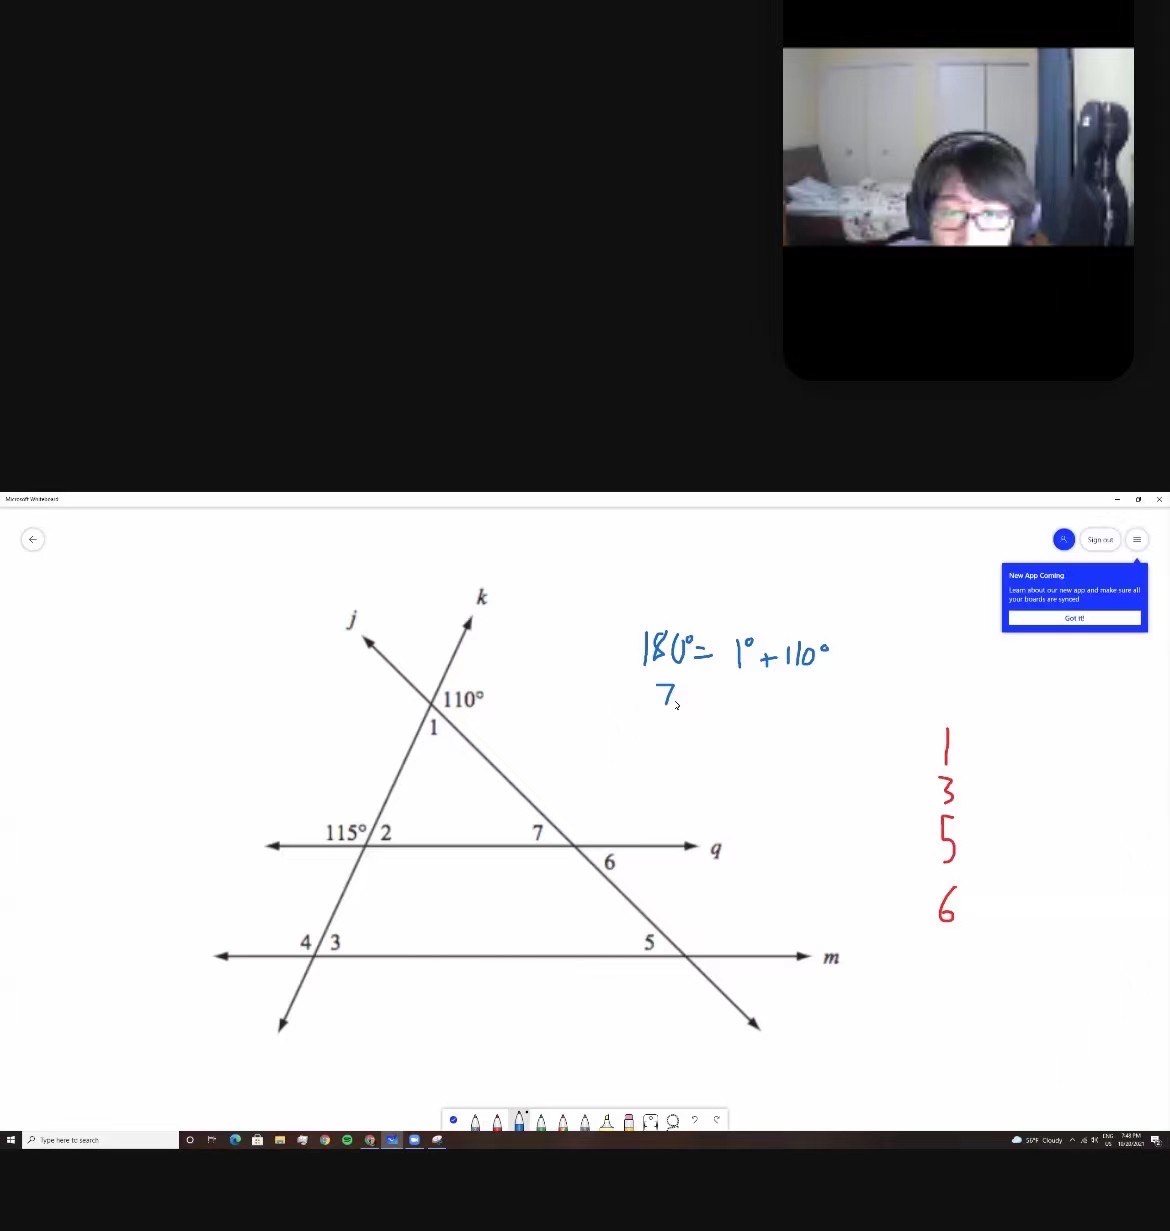 Microsoft Whiteboard
Sign out
New App Coming
Learn about our new app and make sure all
your boards are synced
Got it!
k
j
180° = 1° + 110°
7
110°
1
1
3
5
6
115° 2
7
q
6
4 3
5
m
Type here to search
56°F Cloudy
ENG
US
7:48 PM
10/20/2021